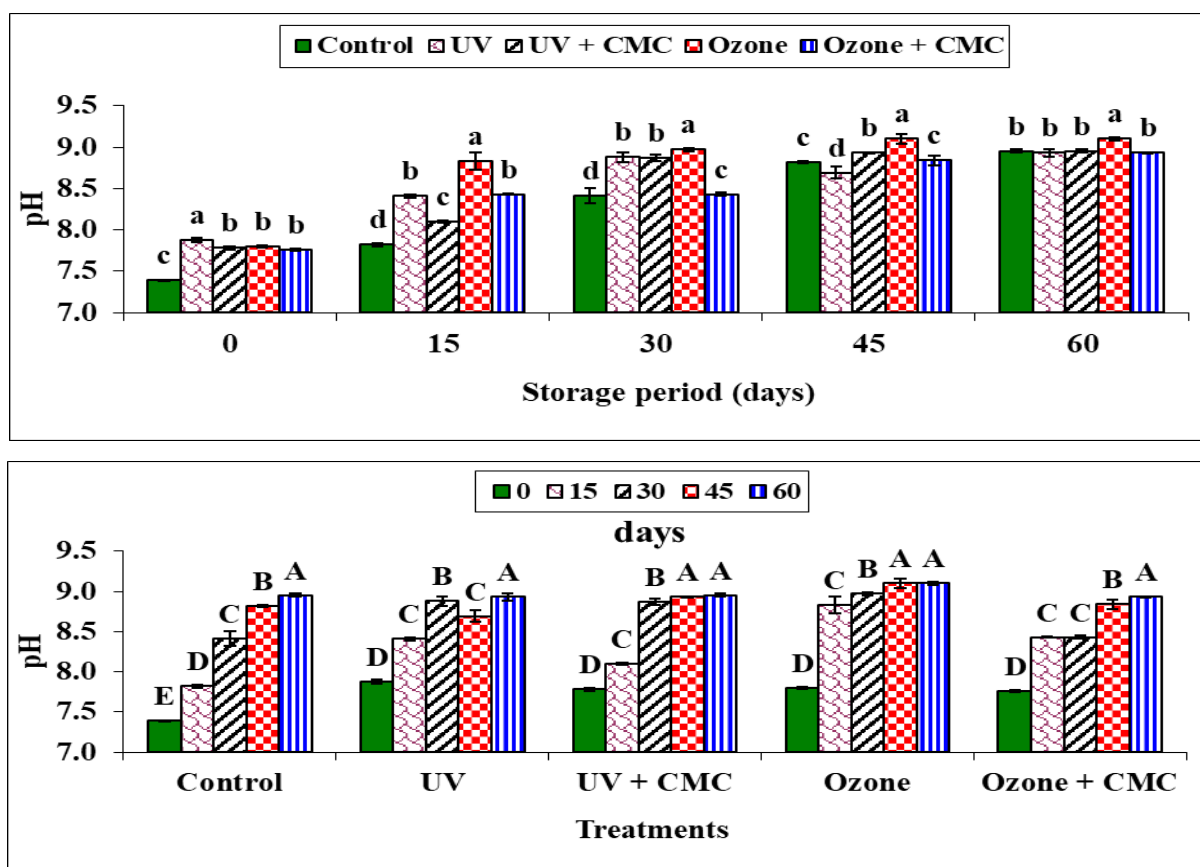 Control UV UV + CMC Ozone Ozone + CMC
pH
9.5
9.0
8.5
8.0
7.5
7.0
c a b b b
d b c a b
d b b a c
c d b a c
b b b a b
0 15 30 45 60
Storage period (days)
0 15 30 45 60
days
pH
9.5
9.0
8.5
8.0
7.5
7.0
E D C B A
D C B C A
D C B A A
D C B A A
D C C B A
Control UV UV + CMC Ozone Ozone + CMC
Treatments